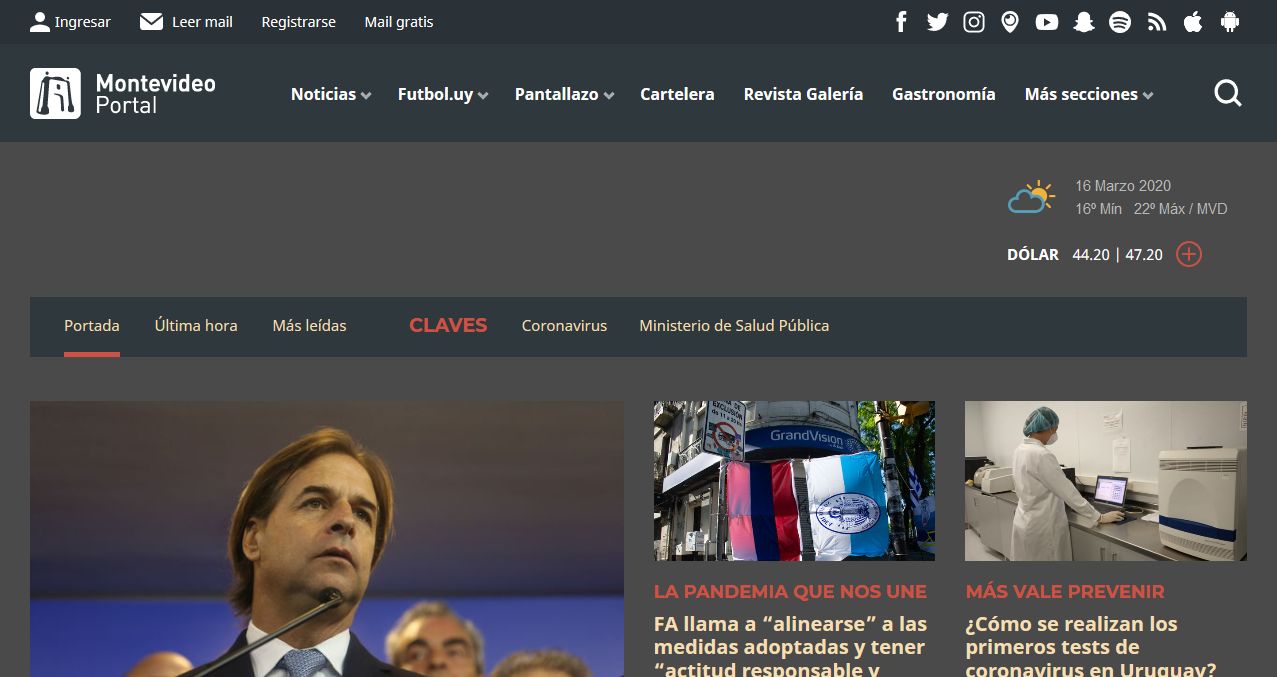 Ingresar
Leer mail
Registrarse
Mail gratis
Montevideo
Portal
Noticias
Futbol.uy
Pantallazo
Cartelera
Revista Galería
Gastronomía
Más secciones
16 Marzo 2020
16º Mín 22º Máx / MVD
DÓLAR 44.20 | 47.20
Portada
Última hora
Más leídas
CLAVES
Coronavirus
Ministerio de Salud Pública
EXCLUSIÓN
GrandVision
LA PANDEMIA QUE NOS UNE
FA llama a “alinearse” a las
medidas adoptadas y tener
“actitud responsable y
MÁS VALE PREVENIR
¿Cómo se realizan los
primeros tests de
coronavirus en Uruguay?